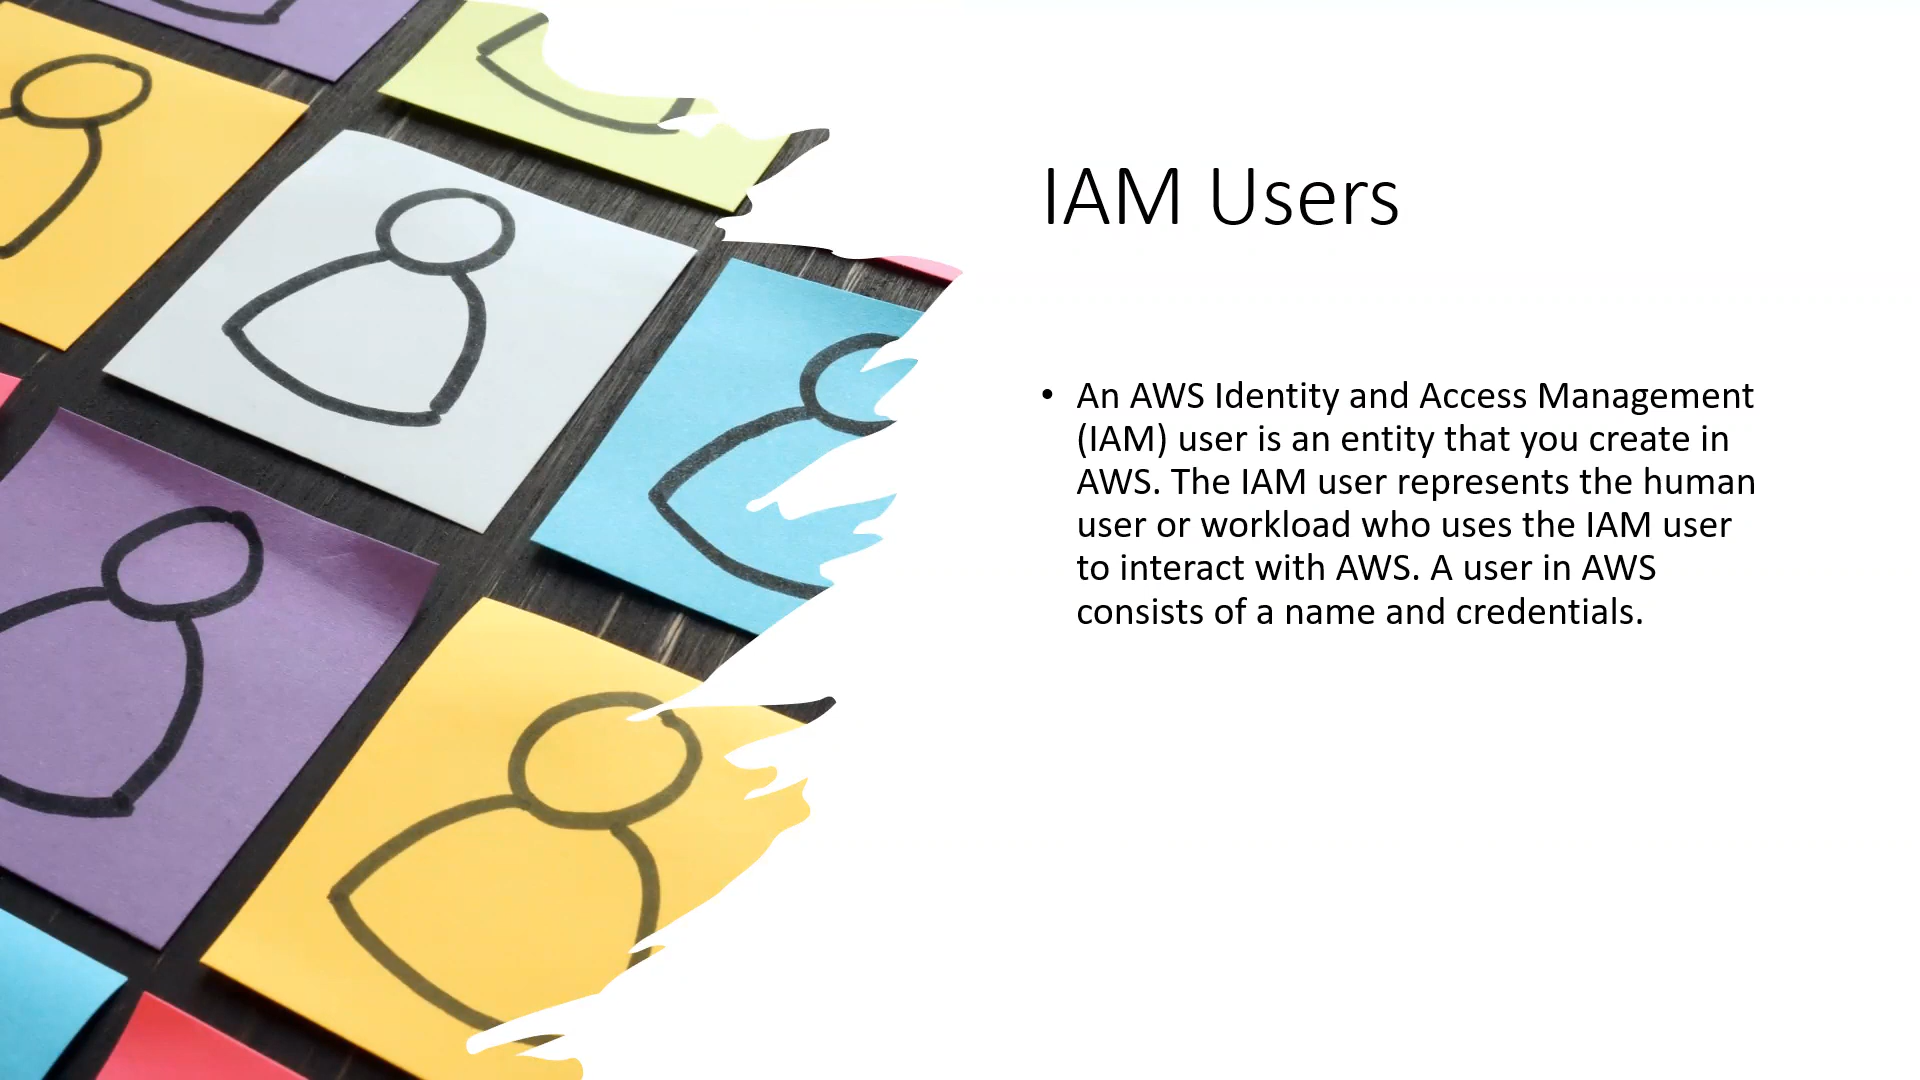 IAM Users
• An AWS Identity and Access Management
(IAM) user is an entity that you create in
AWS. The IAM user represents the human
user or workload who uses the IAM user
to interact with AWS. A user in AWS
consists of a name and credentials.